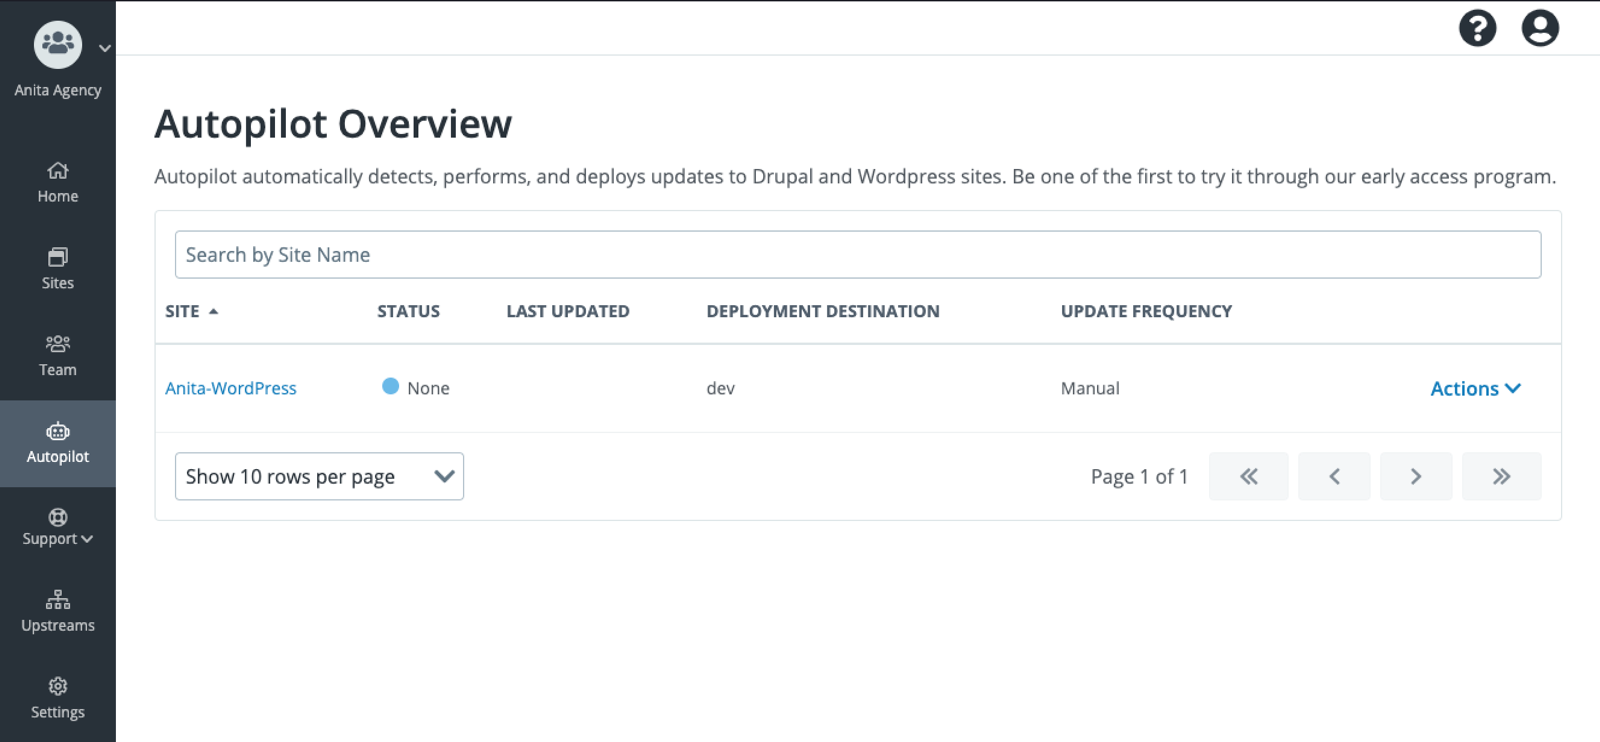 Anita Agency
Home
Sites
Team
Autopilot
Support
Upstreams
Settings
Autopilot Overview
Autopilot automatically detects, performs, and deploys updates to Drupal and Wordpress sites. Be one of the first to try it through our early access program.
Search by Site Name
SITE STATUS LAST UPDATED DEPLOYMENT DESTINATION UPDATE FREQUENCY
Anita-WordPress None dev Manual Actions
Show 10 rows per page Page 1 of 1